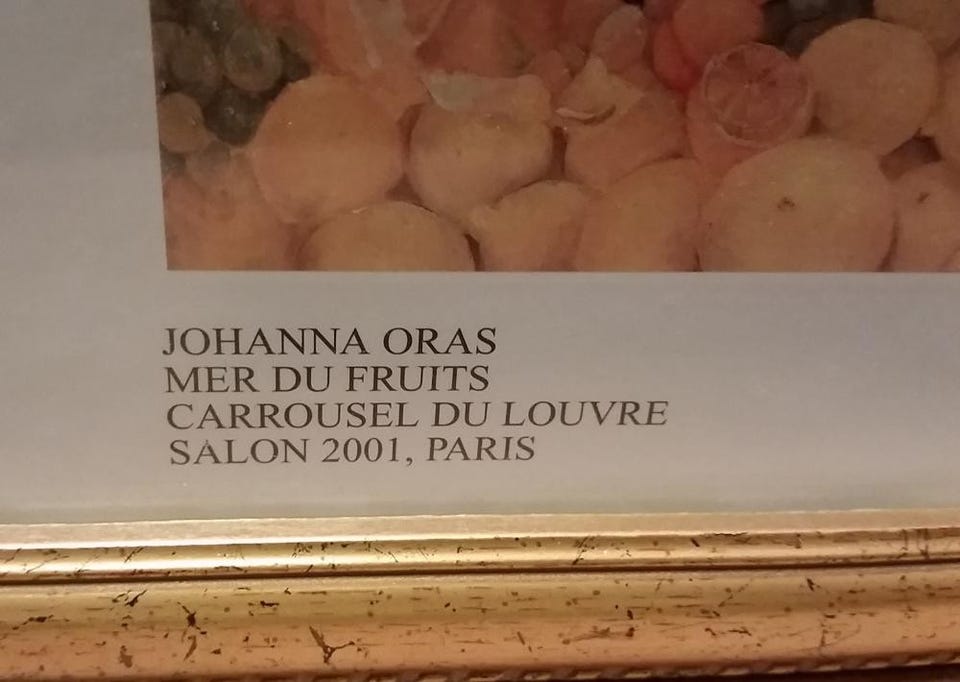 JOHANNA ORAS
MER DU FRUITS
CARROUSEL DU LOUVRE
SALON 2001, PARIS